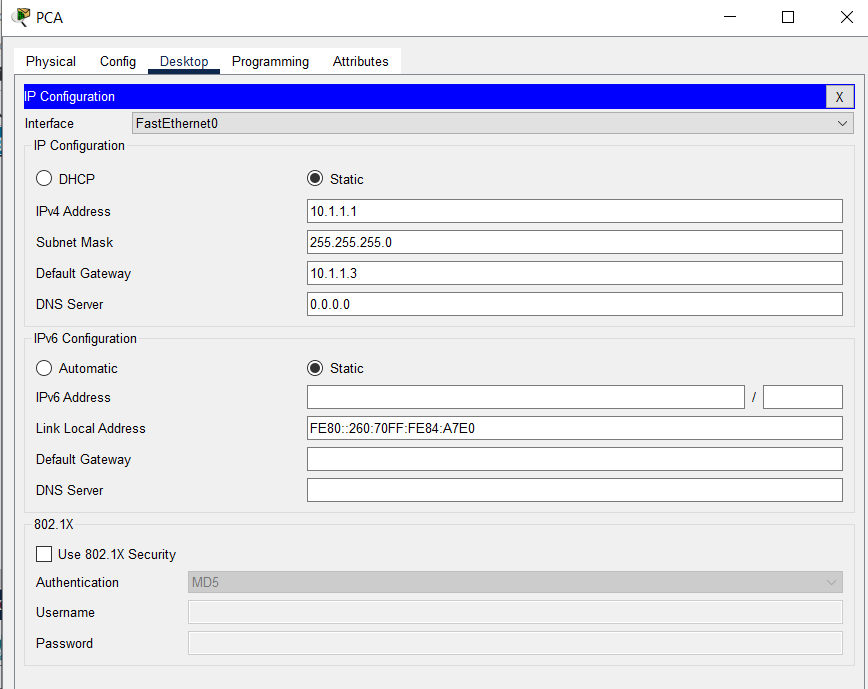 PCA
Physical Config Desktop Programming Attributes
IP Configuration X
Interface FastEthernet0
IP Configuration
DHCP Static
IPv4 Address 10.1.1.1
Subnet Mask 255.255.255.0
Default Gateway 10.1.1.3
DNS Server 0.0.0.0
IPv6 Configuration
Automatic Static
IPv6 Address /
Link Local Address FE80::260:70FF:FE84:A7E0
Default Gateway
DNS Server
802.1X
Use 802.1X Security
Authentication MD5
Username
Password